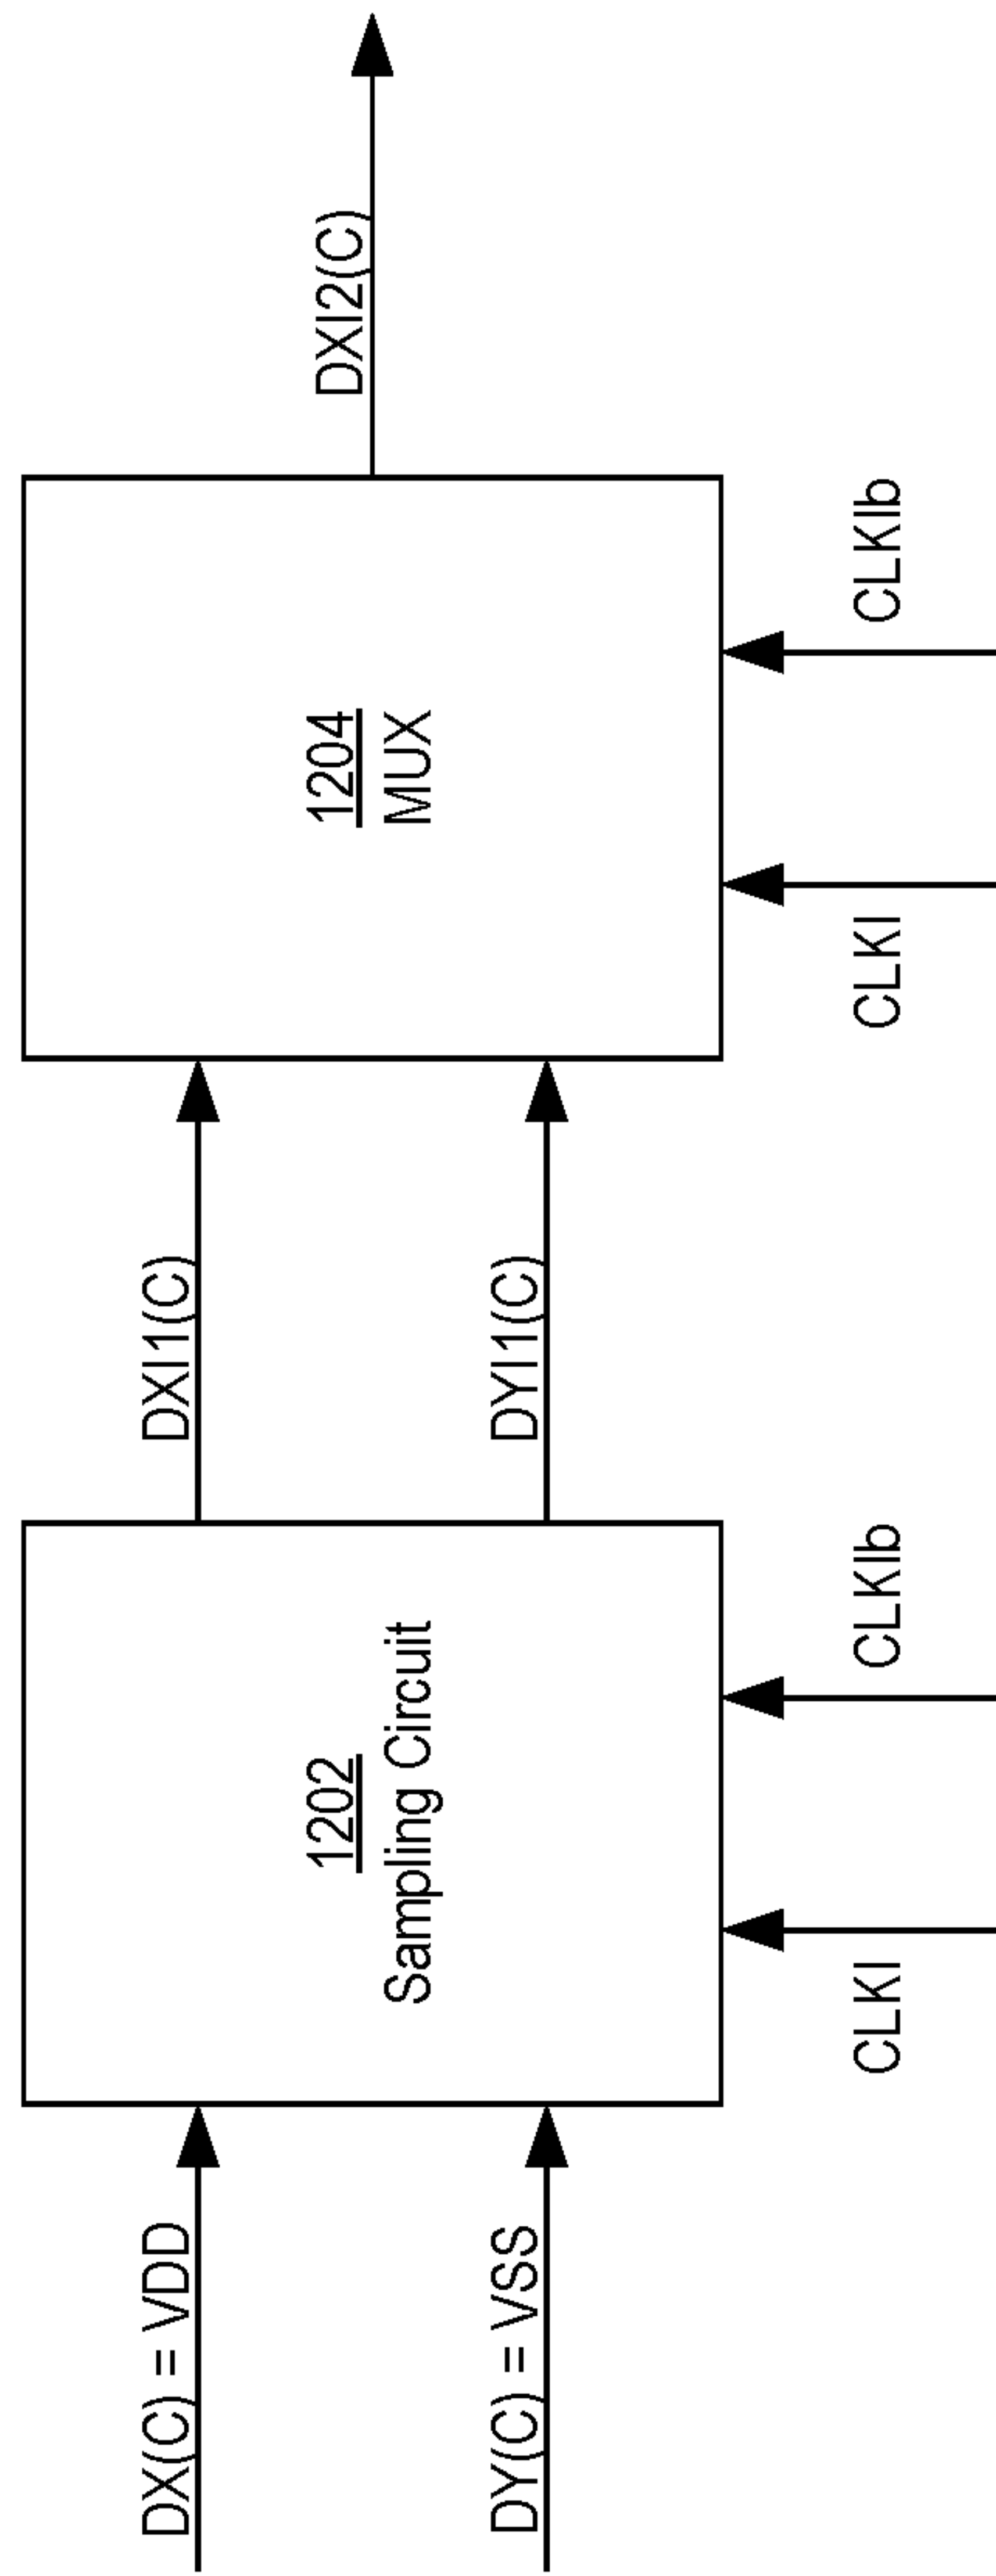 DX(C) = VDD
DY(C) = VSS
1202
Sampling Circuit
CLKI
CLKIb
DXI1(C)
DYI1(C)
1204
MUX
CLKI
CLKIb
DXI2(C)